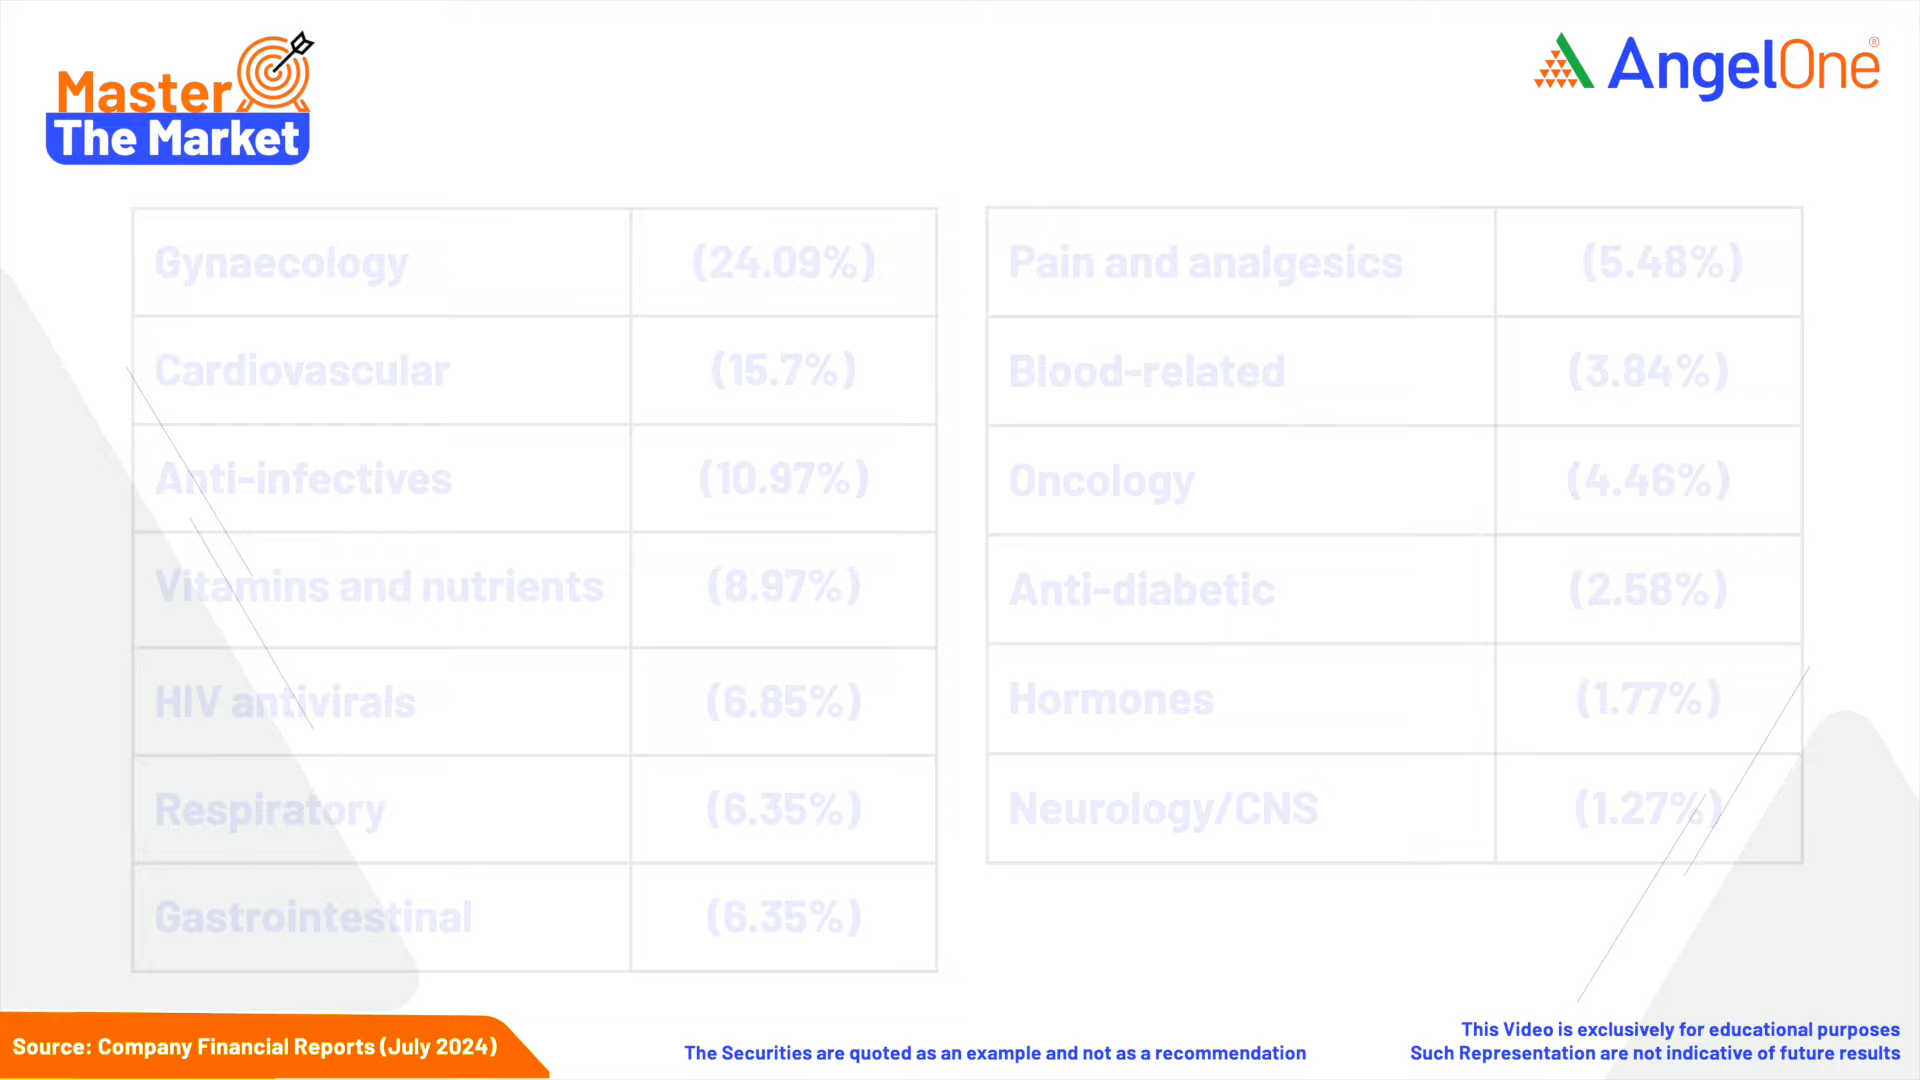 Master
The Market
AngelOne®
Gynaecology (24.09%)
Cardiovascular (15.7%)
Anti-infectives (10.97%)
Vitamins and nutrients (8.97%)
HIV antivirals (6.85%)
Respiratory (6.35%)
Gastrointestinal (6.35%)
Pain and analgesics (5.48%)
Blood-related (3.84%)
Oncology (4.46%)
Anti-diabetic (2.58%)
Hormones (1.77%)
Neurology/CNS (1.27%)
Source: Company Financial Reports (July 2024)
The Securities are quoted as an example and not as a recommendation
This Video is exclusively for educational purposes
Such Representation are not indicative of future results